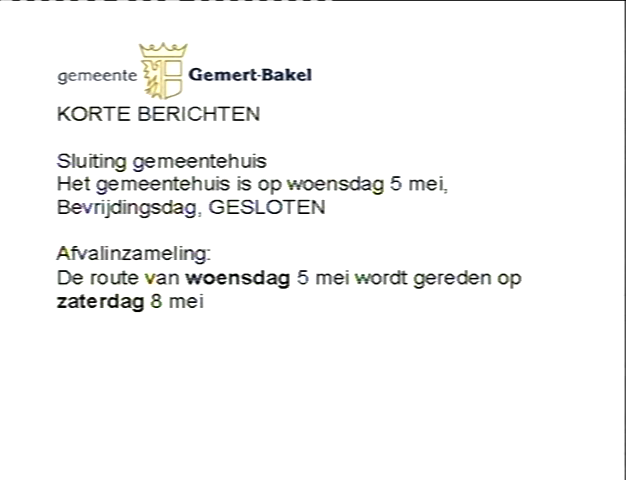 gemeente Gemert-Bakel
KORTE BERICHTEN
Sluiting gemeentehuis
Het gemeentehuis is op woensdag 5 mei,
Bevrijdingsdag, GESLOTEN
Afvalinzameling:
De route van woensdag 5 mei wordt gereden op
zaterdag 8 mei